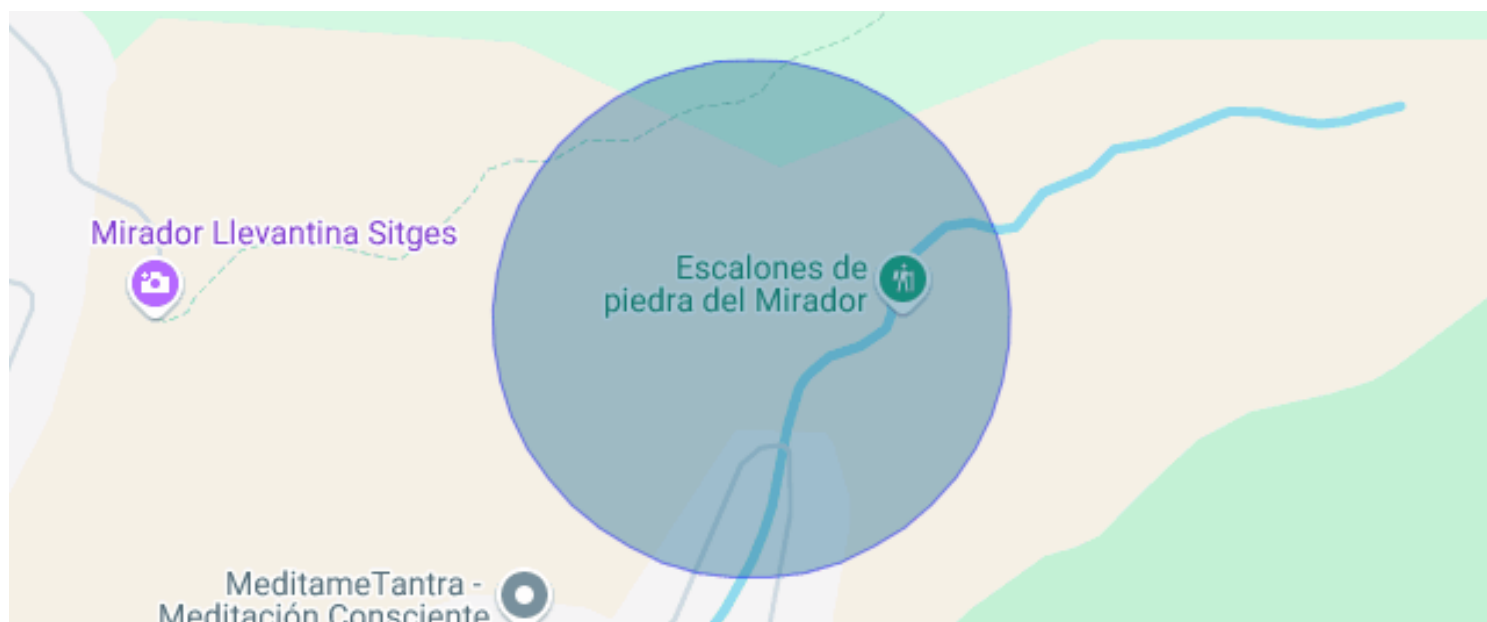 Mirador Llevantina Sitges
Escalones de
piedra del Mirador
MeditameTantra -
Meditación Consciente